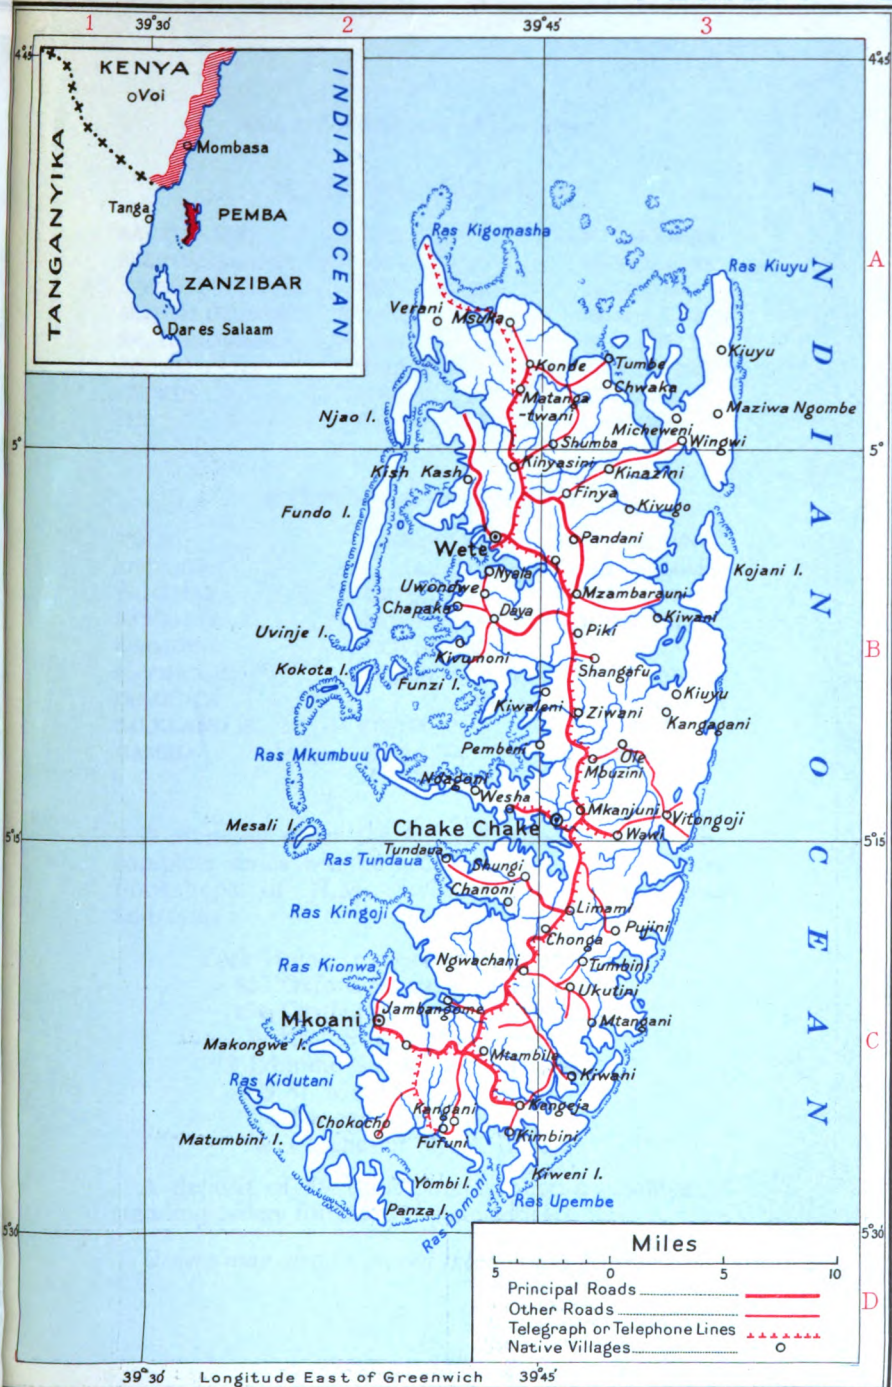 1 2 3
39°30' 39°45'
4°45' 4°45'
KENYA
Voi
TANGANYIKA
Mombasa
Tanga
PEMBA
ZANZIBAR
Dar es Salaam
INDIAN OCEAN
INDIAN OCEAN
A
Ras Kigomasha
Ras Kiuyu
Verani
Msuka
Konde
Tumbe
Kiuyu
Chwaka
Matanga
-twani
Maziwa Ngombe
Njao I.
Micheweni
5° 5°
Shumba
Wingwi
Kish Kash
Kinyasini
Kinazini
Finya
Fundo I.
Kivugo
Wete
Pandani
Nyala
Kojani I.
Uwondwe
Mzambarauni
Chapaka
Daya
Kiwani
Uvinje I.
Piki
B
Kivumoni
Kokota I.
Shangafu
Funzi I.
Kiuyu
Kiwaleni
Ziwani
Kangagani
Pembeni
Ole
Ras Mkumbuu
Mbuzini
Ngagani
Wesha
Mkanjuni
Vitongoji
Mesali I.
Chake Chake
Wawi
5°15' 5°15'
Tundaua
Ras Tundaua
Shungi
Chanoni
Ras Kingoji
Limami
Pujini
Chonga
Ras Kionwa
Ngwachani
Tumbini
Ukutini
Jambangome
Mkoani
Mtangani
C
Makongwe I.
Mtambile
Kiwani
Ras Kidutani
Kangani
Kengeja
Chokocho
Matumbini I.
Fufuni
Kimbini
Yombi I.
Kiweni I.
Panza I.
Ras Domoni
Ras Upembe
5°30' 5°30'
Miles
5 0 5 10
Principal Roads
Other Roads
Telegraph or Telephone Lines
Native Villages
D
39°30' Longitude East of Greenwich 39°45'